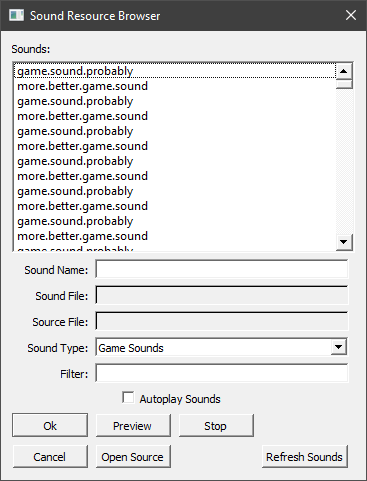 Sound Resource Browser
Sounds:
game.sound.probably
more.better.game.sound
game.sound.probably
more.better.game.sound
game.sound.probably
more.better.game.sound
game.sound.probably
more.better.game.sound
game.sound.probably
more.better.game.sound
game.sound.probably
more.better.game.sound
game.sound.probably
Sound Name:
Sound File:
Source File:
Sound Type: Game Sounds
Filter:
Autoplay Sounds
Ok Preview Stop
Cancel Open Source Refresh Sounds